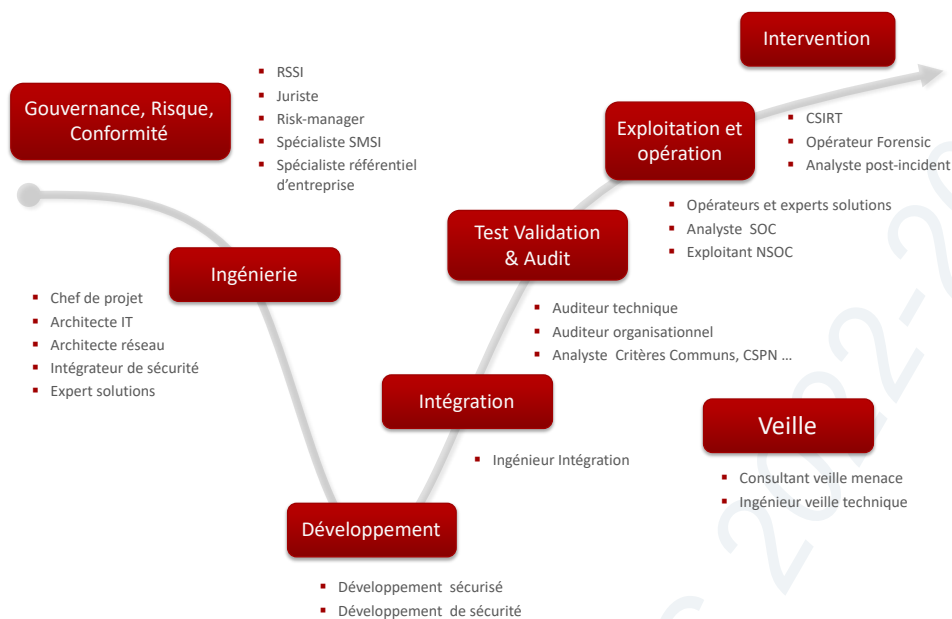 Intervention
RSSI
Juriste
Risk-manager
Spécialiste SMSI
Spécialiste référentiel
d'entreprise
Gouvernance, Risque,
Conformité
Exploitation et
opération
CSIRT
Opérateur Forensic
Analyste post-incident
Opérateurs et experts solutions
Analyste SOC
Exploitant NSOC
Test Validation
& Audit
Ingénierie
Chef de projet
Architecte IT
Architecte réseau
Intégrateur de sécurité
Expert solutions
Auditeur technique
Auditeur organisationnel
Analyste Critères Communs, CSPN ...
Intégration
Ingénieur Intégration
Veille
Consultant veille menace
Ingénieur veille technique
Développement
Développement sécurisé
Développement de sécurité